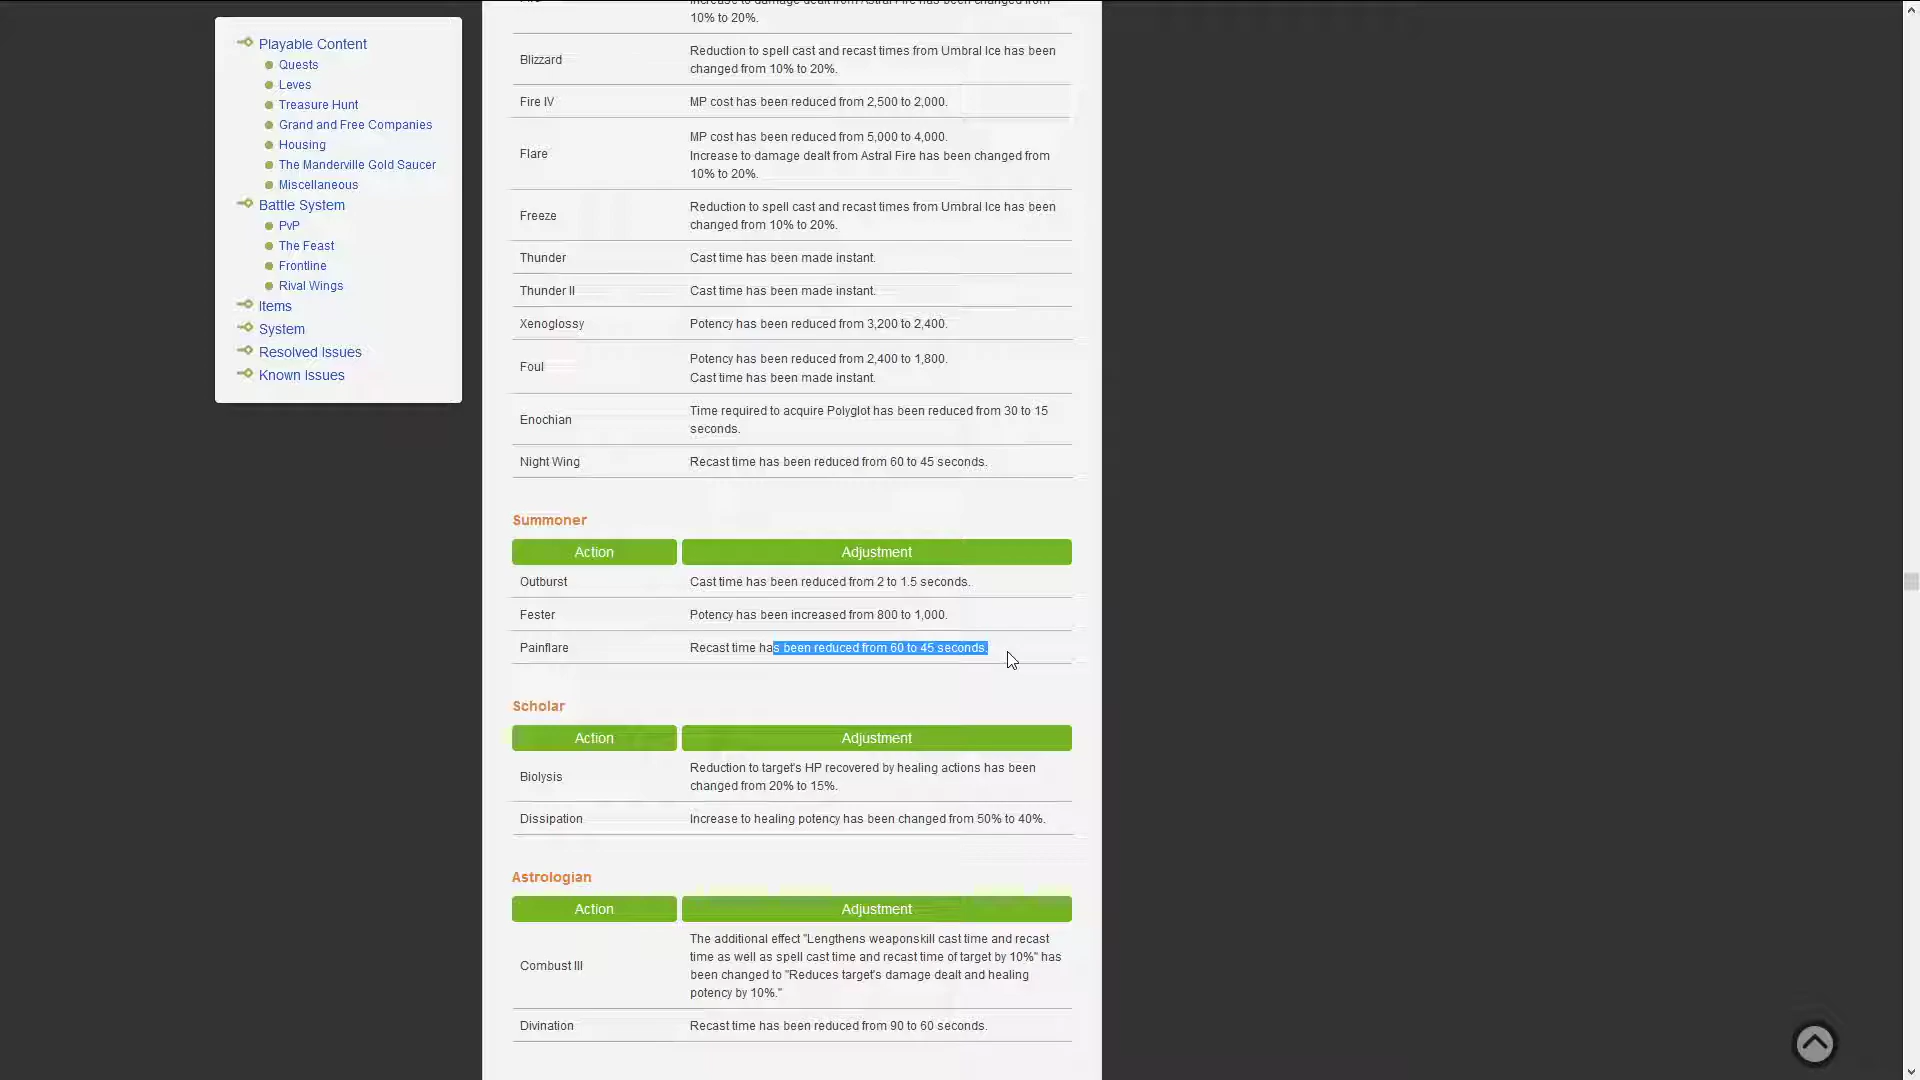 Playable Content
Quests
Leves
Treasure Hunt
Grand and Free Companies
Housing
The Manderville Gold Saucer
Miscellaneous
Battle System
PvP
The Feast
Frontline
Rival Wings
Items
System
Resolved Issues
Known Issues
Increase to damage dealt from Astral Fire has been changed from
10% to 20%.
Blizzard
Reduction to spell cast and recast times from Umbral Ice has been
changed from 10% to 20%.
Fire IV
MP cost has been reduced from 2,500 to 2,000.
Flare
MP cost has been reduced from 5,000 to 4,000.
Increase to damage dealt from Astral Fire has been changed from
10% to 20%.
Freeze
Reduction to spell cast and recast times from Umbral Ice has been
changed from 10% to 20%.
Thunder
Cast time has been made instant.
Thunder II
Cast time has been made instant.
Xenoglossy
Potency has been reduced from 3,200 to 2,400.
Foul
Potency has been reduced from 2,400 to 1,800.
Cast time has been made instant.
Enochian
Time required to acquire Polyglot has been reduced from 30 to 15
seconds.
Night Wing
Recast time has been reduced from 60 to 45 seconds.
Summoner
Action Adjustment
Outburst
Cast time has been reduced from 2 to 1.5 seconds.
Fester
Potency has been increased from 800 to 1,000.
Painflare
Recast time has been reduced from 60 to 45 seconds.
Scholar
Action Adjustment
Biolysis
Reduction to target's HP recovered by healing actions has been
changed from 20% to 15%.
Dissipation
Increase to healing potency has been changed from 50% to 40%.
Astrologian
Action Adjustment
Combust III
The additional effect "Lengthens weaponskill cast time and recast
time as well as spell cast time and recast time of target by 10%" has
been changed to "Reduces target's damage dealt and healing
potency by 10%."
Divination
Recast time has been reduced from 90 to 60 seconds.